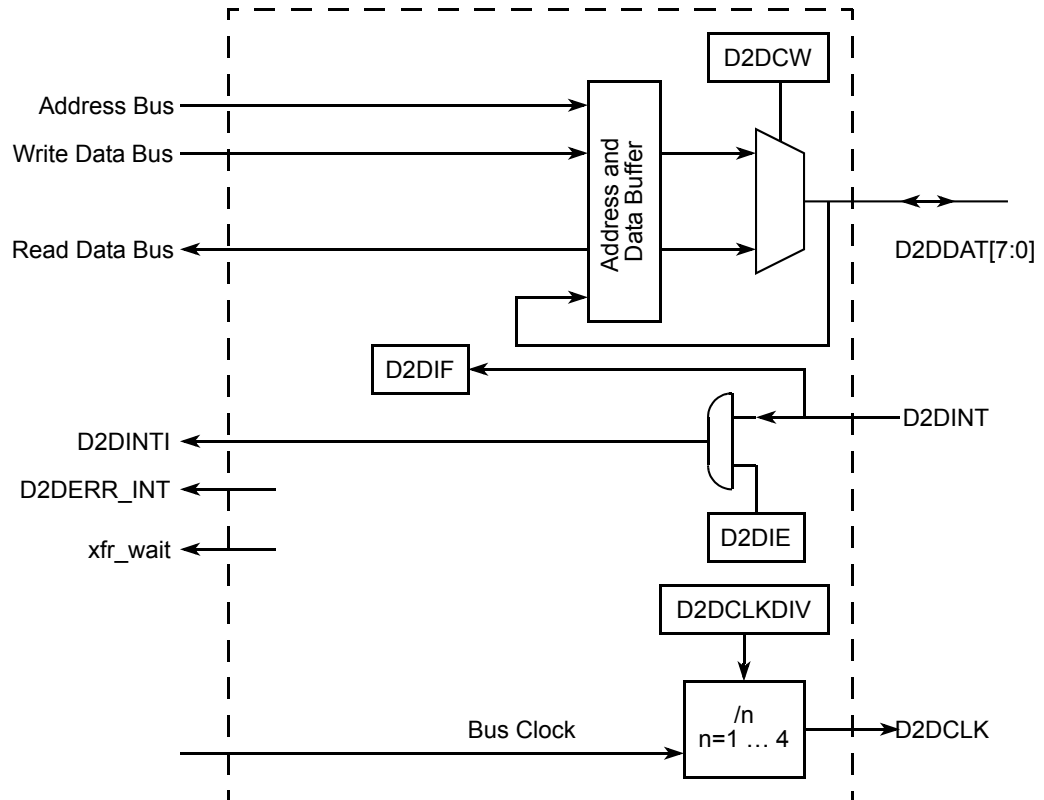 D2DCW
Address Bus
Write Data Bus
Address and
Data Buffer
Read Data Bus
D2DDAT[7:0]
D2DIF
D2DINT
D2DINTI
D2DERR_INT
D2DIE
xfr_wait
D2DCLKDIV
/n
n=1 … 4
Bus Clock
D2DCLK